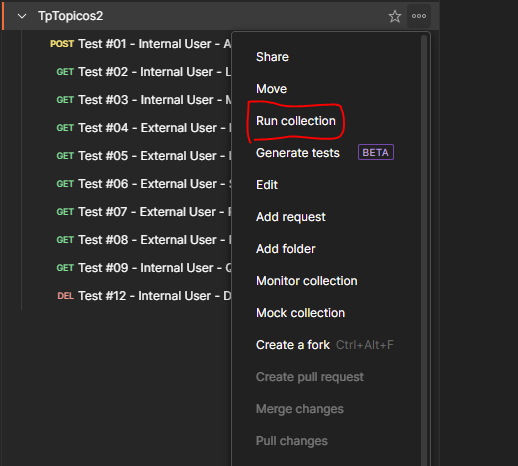 TpTopicos2
POST Test #01 - Internal User - A
GET Test #02 - Internal User - L
GET Test #03 - Internal User - M
GET Test #04 - External User -
GET Test #05 - External User -
GET Test #06 - External User - S
GET Test #07 - External User -
GET Test #08 - External User -
GET Test #09 - Internal User -
DEL Test #12 - Internal User - D
Share
Move
Run collection
Generate tests BETA
Edit
Add request
Add folder
Monitor collection
Mock collection
Create a fork Ctrl+Alt+F
Create pull request
Merge changes
Pull changes